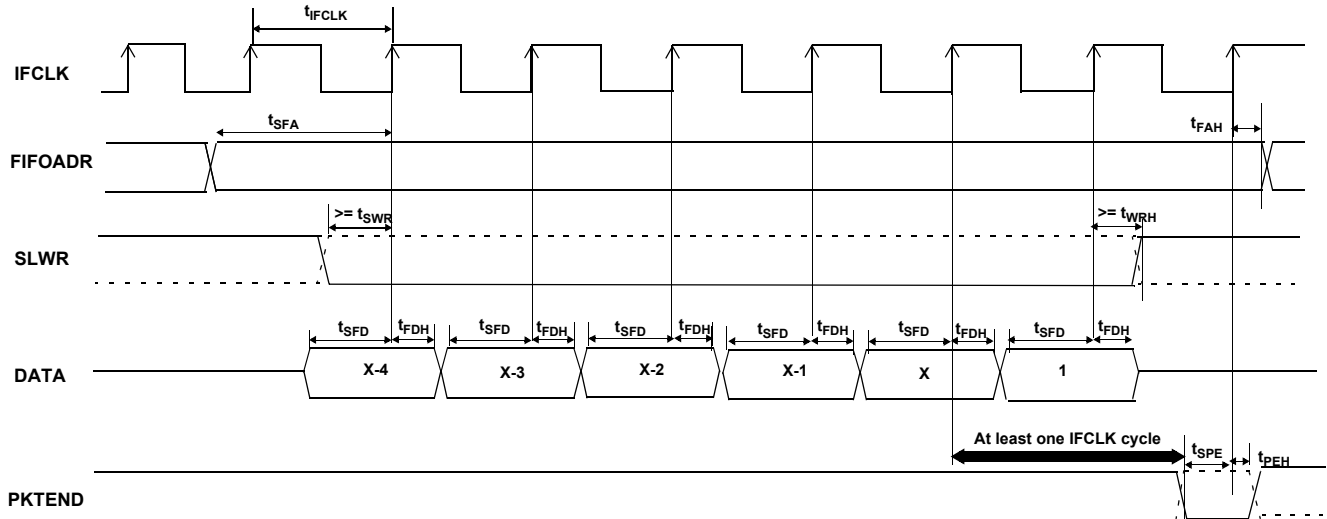 tIFCLK
IFCLK
tSFA
tFAH
FIFOADR
>= tSWR
>= tWRH
SLWR
tSFD tFDH tSFD tFDH tSFD tFDH tSFD tFDH tSFD tFDH tSFD tFDH
DATA X-4 X-3 X-2 X-1 X 1
At least one IFCLK cycle
tSPE tPEH
PKTEND